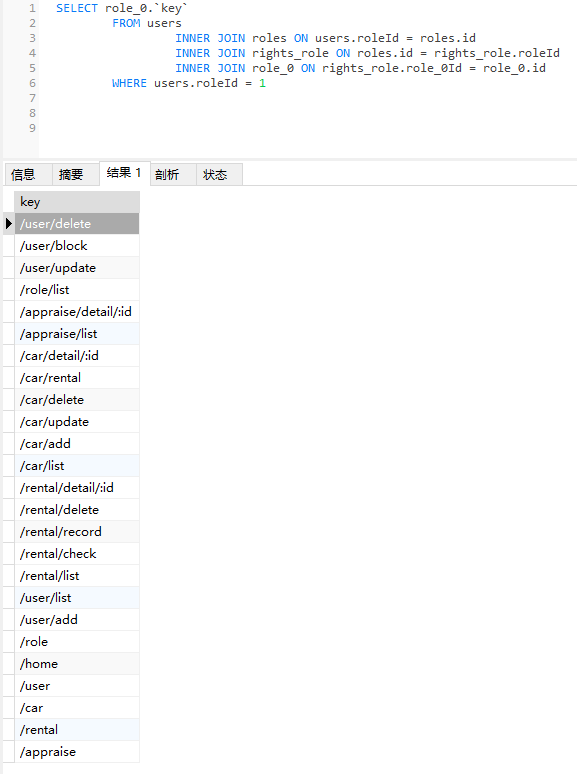 1 SELECT role_0.`key`
2 FROM users
3 INNER JOIN roles ON users.roleId = roles.id
4 INNER JOIN rights_role ON roles.id = rights_role.roleId
5 INNER JOIN role_0 ON rights_role.role_0Id = role_0.id
6 WHERE users.roleId = 1
7
8
9
信息 摘要 结果 1 剖析 状态
key
/user/delete
/user/block
/user/update
/role/list
/appraise/detail/:id
/appraise/list
/car/detail/:id
/car/rental
/car/delete
/car/update
/car/add
/car/list
/rental/detail/:id
/rental/delete
/rental/record
/rental/check
/rental/list
/user/list
/user/add
/role
/home
/user
/car
/rental
/appraise